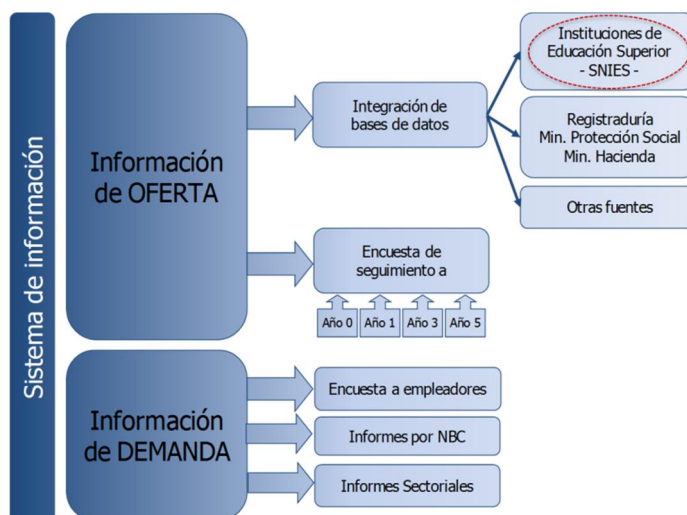 Sistema de información
Información
de OFERTA
Integración de
bases de datos
Instituciones de
Educación Superior
- SNIES -
Registraduría
Min. Protección Social
Min. Hacienda
Otras fuentes
Encuesta de
seguimiento a
Año 0
Año 1
Año 3
Año 5
Información
de DEMANDA
Encuesta a empleadores
Informes por NBC
Informes Sectoriales